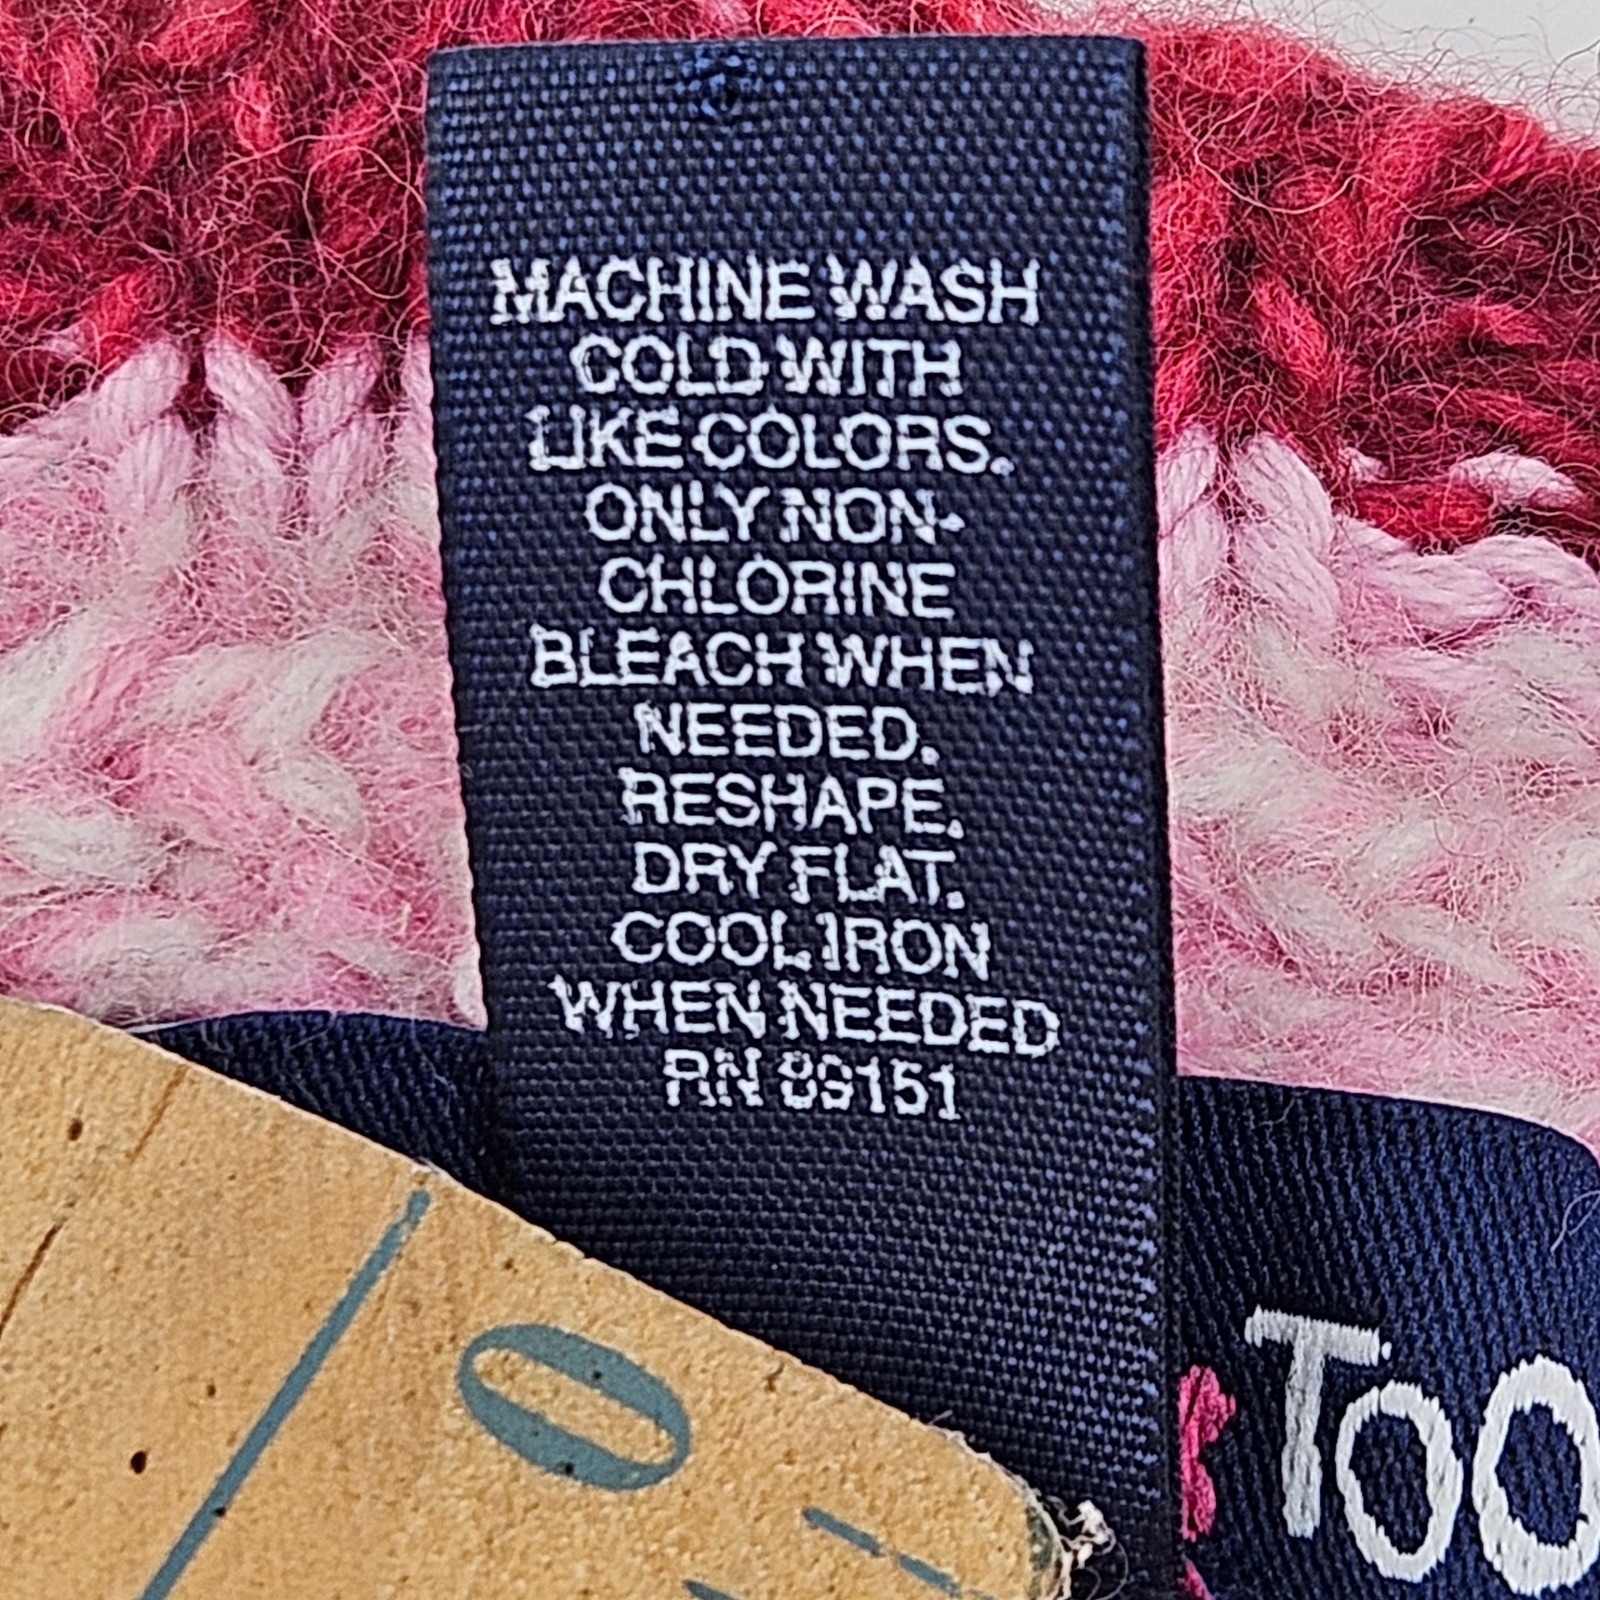 MACHINE WASH
COLD WITH
LIKE COLORS.
ONLY NON-
CHLORINE
BLEACH WHEN
NEEDED.
RESHAPE.
DRY FLAT.
COOL IRON
WHEN NEEDED
RN 89151
TOO
0